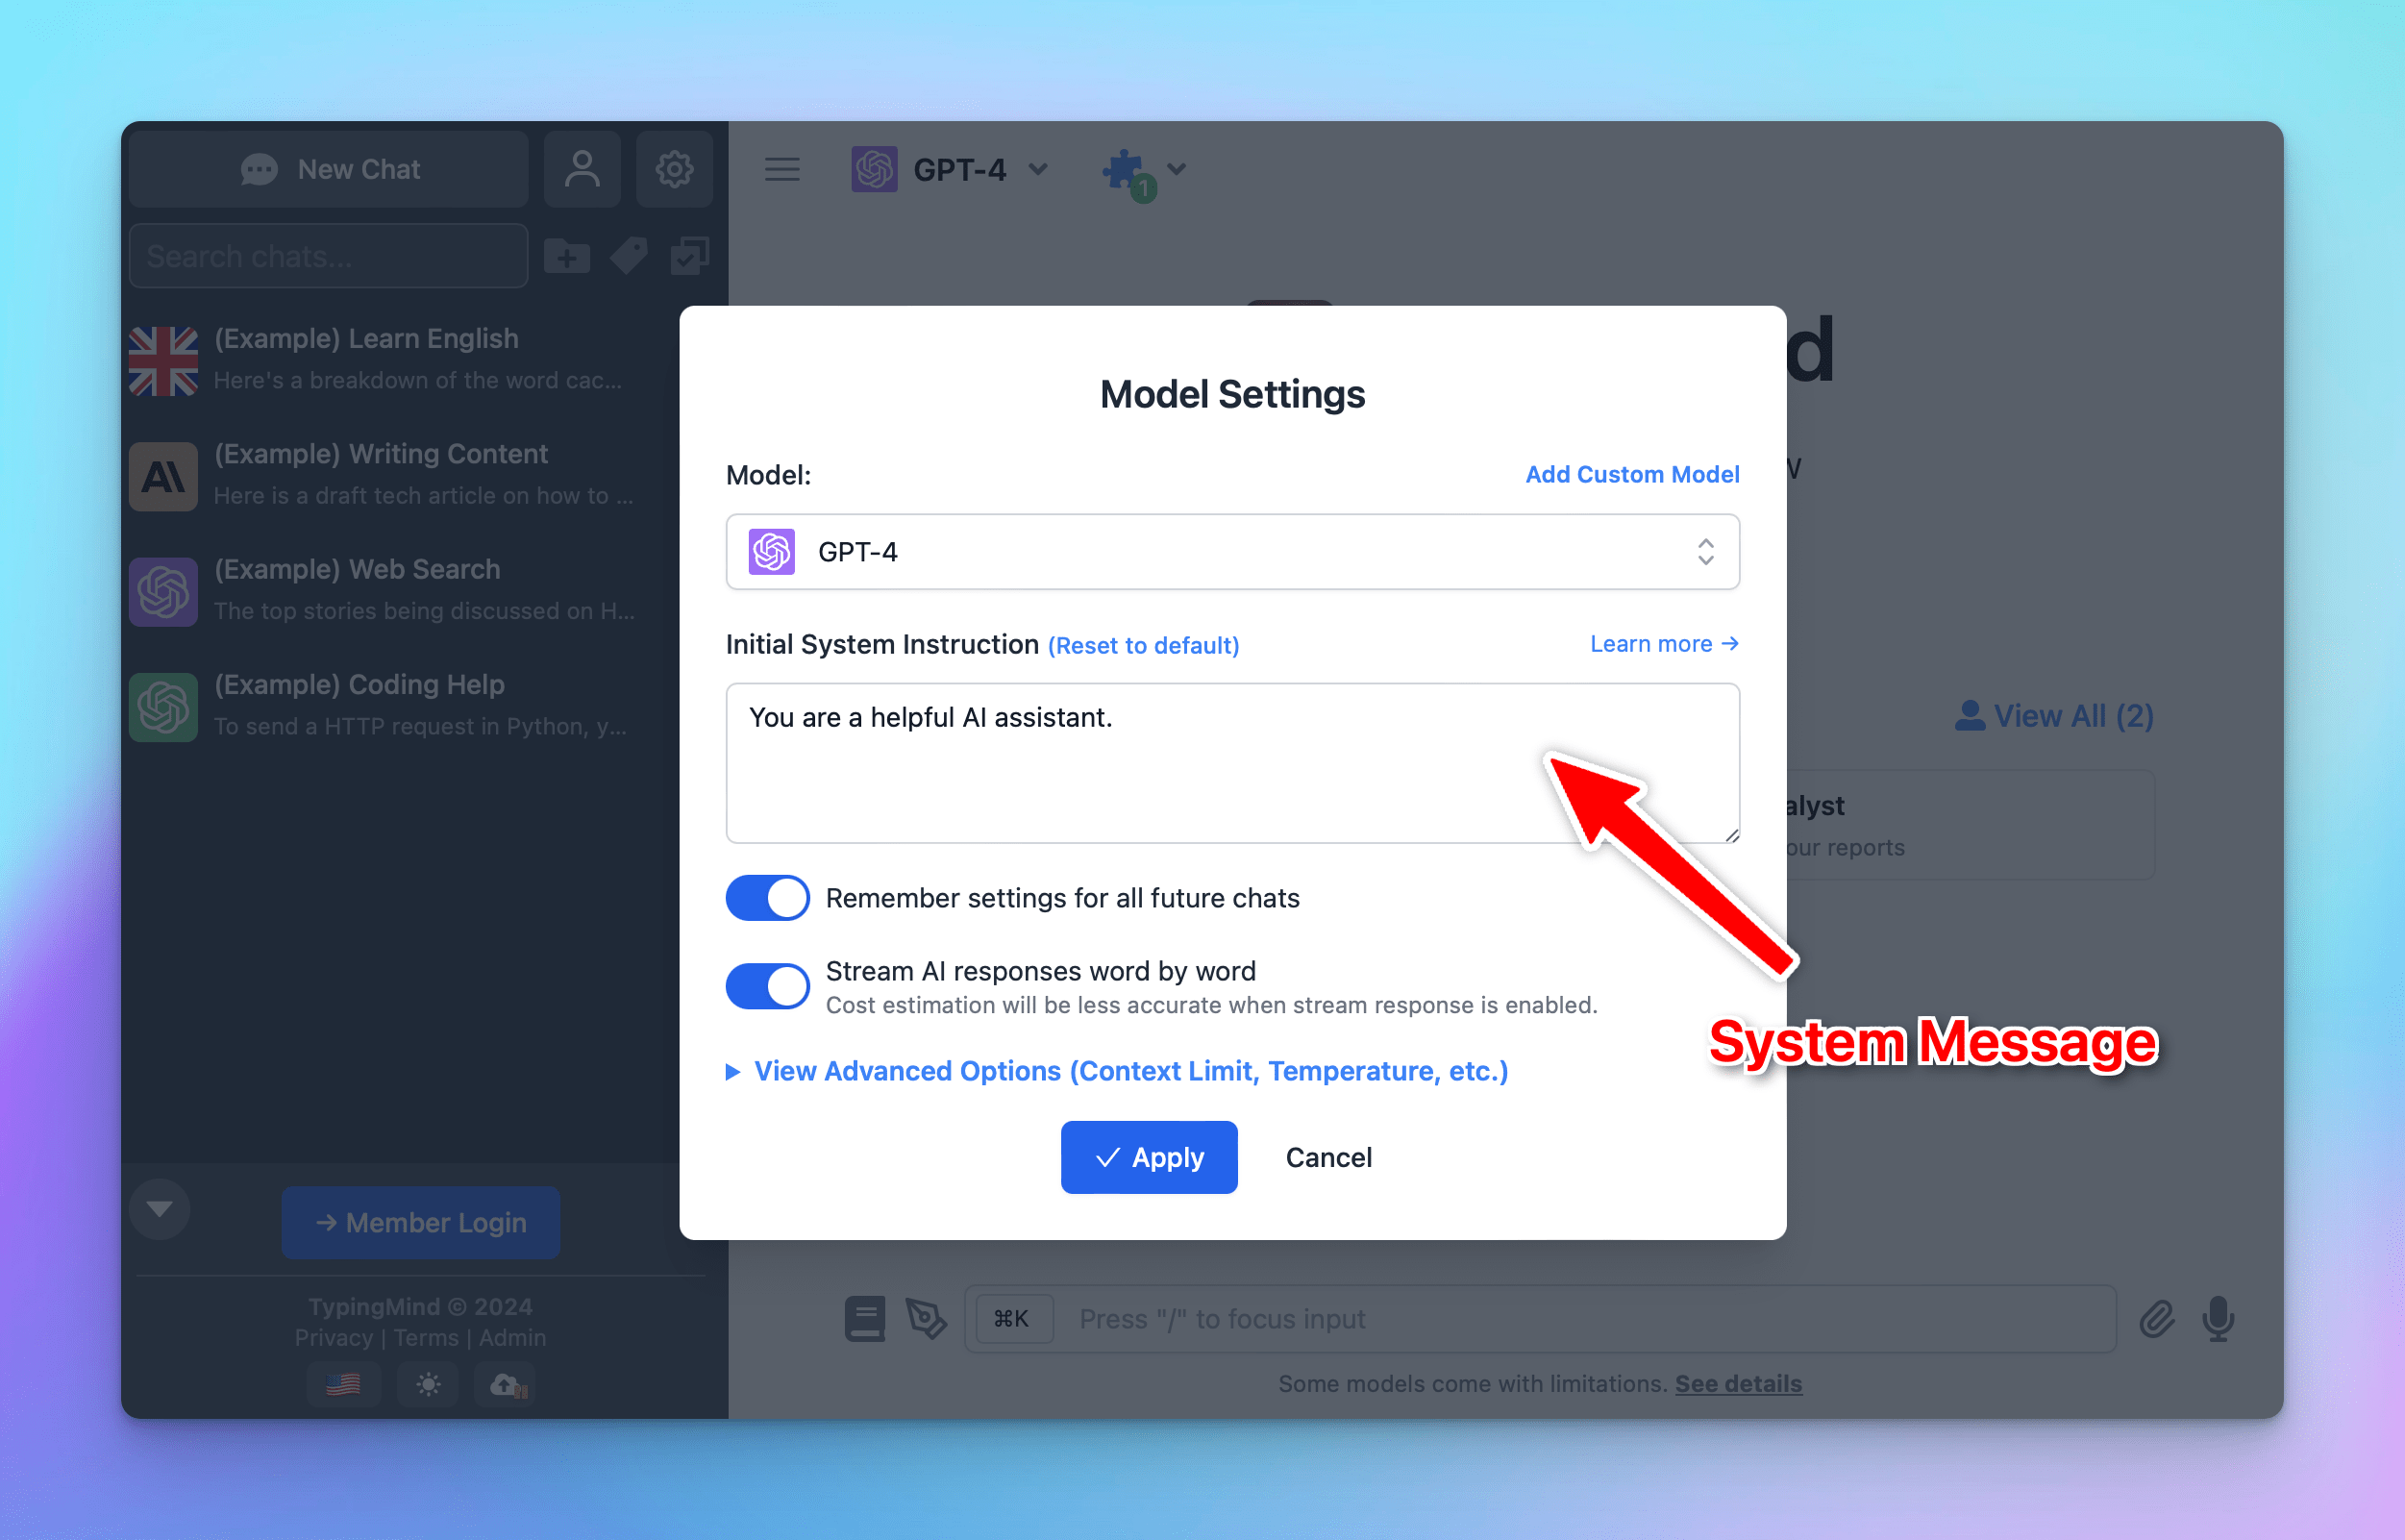 New Chat
GPT-4
1
Search chats...
(Example) Learn English
Here's a breakdown of the word cac...
(Example) Writing Content
Here is a draft tech article on how to ...
(Example) Web Search
The top stories being discussed on H...
(Example) Coding Help
To send a HTTP request in Python, y...
→ Member Login
TypingMind © 2024
Privacy | Terms | Admin
d
View All (2)
alyst
our reports
Model Settings
Model:
Add Custom Model
GPT-4
Initial System Instruction (Reset to default)
Learn more →
You are a helpful AI assistant.
Remember settings for all future chats
Stream AI responses word by word
Cost estimation will be less accurate when stream response is enabled.
View Advanced Options (Context Limit, Temperature, etc.)
Apply
Cancel
System Message
⌘K
Press "/" to focus input
Some models come with limitations. See details